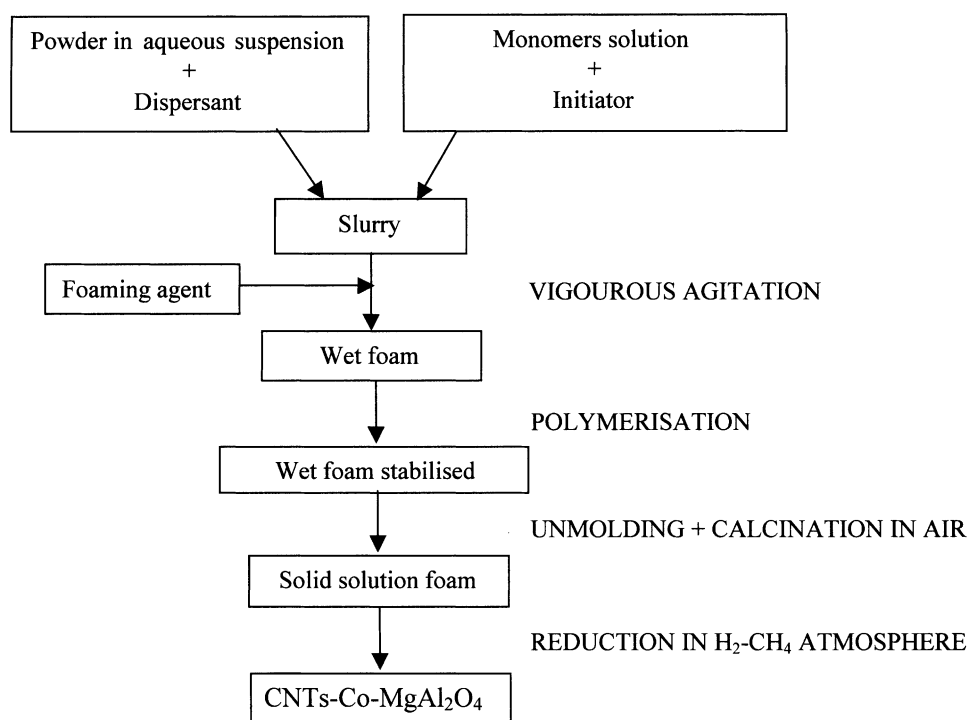 Powder in aqueous suspension
+
Dispersant
Monomers solution
+
Initiator
Slurry
Foaming agent
VIGOUROUS AGITATION
Wet foam
POLYMERISATION
Wet foam stabilised
UNMOLDING + CALCINATION IN AIR
Solid solution foam
REDUCTION IN H₂-CH₄ ATMOSPHERE
CNTs-Co-MgAl₂O₄